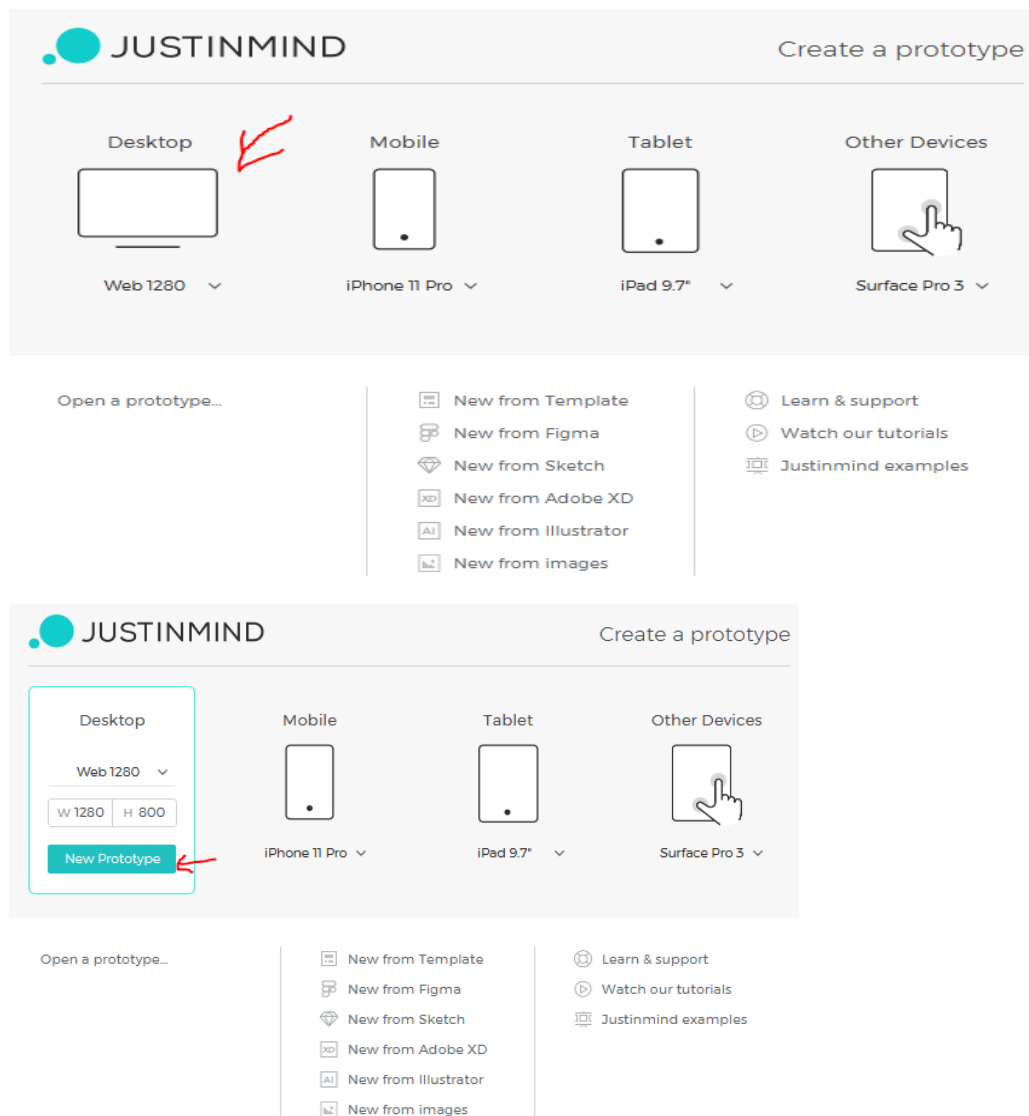 JUSTINMIND
Create a prototype
Desktop Mobile Tablet Other Devices
Web 1280 iPhone 11 Pro iPad 9.7" Surface Pro 3
Open a prototype...
New from Template
New from Figma
New from Sketch
XD New from Adobe XD
AI New from Illustrator
New from images
Learn & support
Watch our tutorials
Justinmind examples
JUSTINMIND
Create a prototype
Desktop Mobile Tablet Other Devices
Web 1280
W 1280 H 800
New Prototype
iPhone 11 Pro iPad 9.7" Surface Pro 3
Open a prototype...
New from Template
New from Figma
New from Sketch
XD New from Adobe XD
AI New from Illustrator
New from images
Learn & support
Watch our tutorials
Justinmind examples